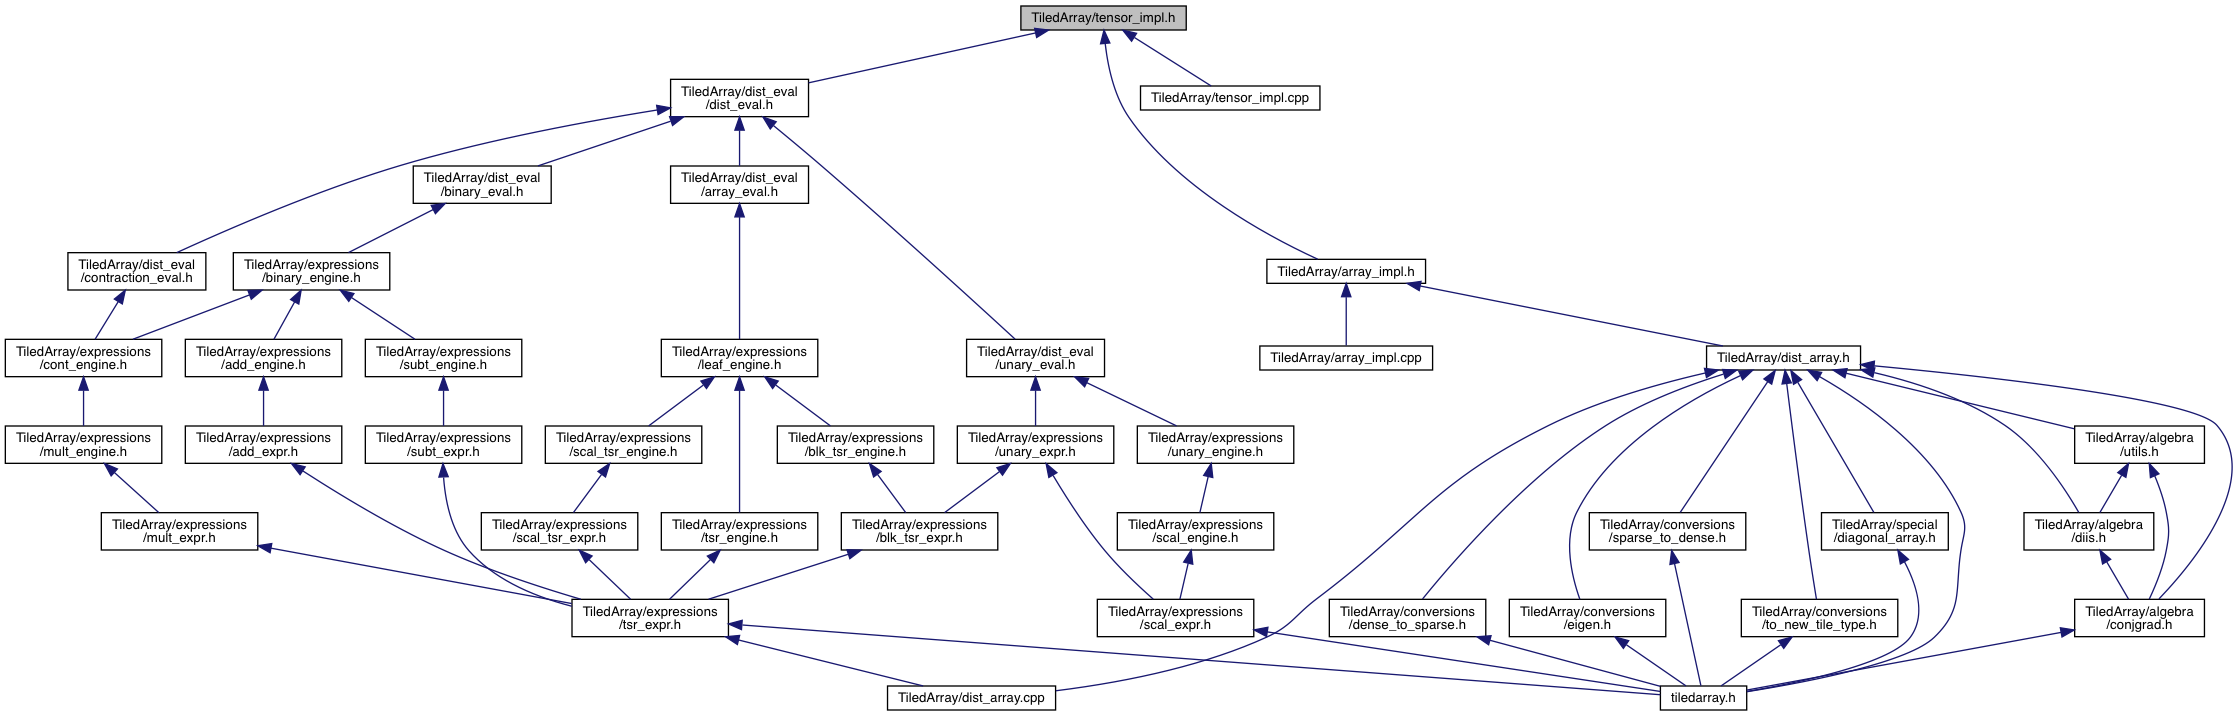 TiledArray/tensor_impl.h
TiledArray/dist_eval
/dist_eval.h
TiledArray/tensor_impl.cpp
TiledArray/dist_eval
/binary_eval.h
TiledArray/dist_eval
/array_eval.h
TiledArray/dist_eval
/contraction_eval.h
TiledArray/expressions
/binary_engine.h
TiledArray/array_impl.h
TiledArray/expressions
/cont_engine.h
TiledArray/expressions
/add_engine.h
TiledArray/expressions
/subt_engine.h
TiledArray/expressions
/leaf_engine.h
TiledArray/dist_eval
/unary_eval.h
TiledArray/array_impl.cpp
TiledArray/dist_array.h
TiledArray/expressions
/mult_engine.h
TiledArray/expressions
/add_expr.h
TiledArray/expressions
/subt_expr.h
TiledArray/expressions
/scal_tsr_engine.h
TiledArray/expressions
/blk_tsr_engine.h
TiledArray/expressions
/unary_expr.h
TiledArray/expressions
/unary_engine.h
TiledArray/algebra
/utils.h
TiledArray/expressions
/mult_expr.h
TiledArray/expressions
/scal_tsr_expr.h
TiledArray/expressions
/tsr_engine.h
TiledArray/expressions
/blk_tsr_expr.h
TiledArray/expressions
/scal_engine.h
TiledArray/conversions
/sparse_to_dense.h
TiledArray/special
/diagonal_array.h
TiledArray/algebra
/diis.h
TiledArray/expressions
/tsr_expr.h
TiledArray/expressions
/scal_expr.h
TiledArray/conversions
/dense_to_sparse.h
TiledArray/conversions
/eigen.h
TiledArray/conversions
/to_new_tile_type.h
TiledArray/algebra
/conjgrad.h
TiledArray/dist_array.cpp
tiledarray.h